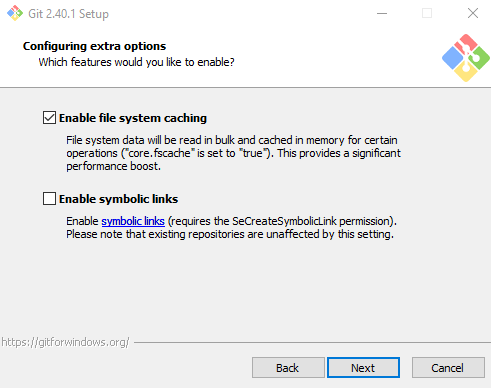 Git 2.40.1 Setup
Configuring extra options
Which features would you like to enable?
Enable file system caching
File system data will be read in bulk and cached in memory for certain
operations ("core.fscache" is set to "true"). This provides a significant
performance boost.
Enable symbolic links
Enable symbolic links (requires the SeCreateSymbolicLink permission).
Please note that existing repositories are unaffected by this setting.
https://gitforwindows.org/
Back
Next
Cancel